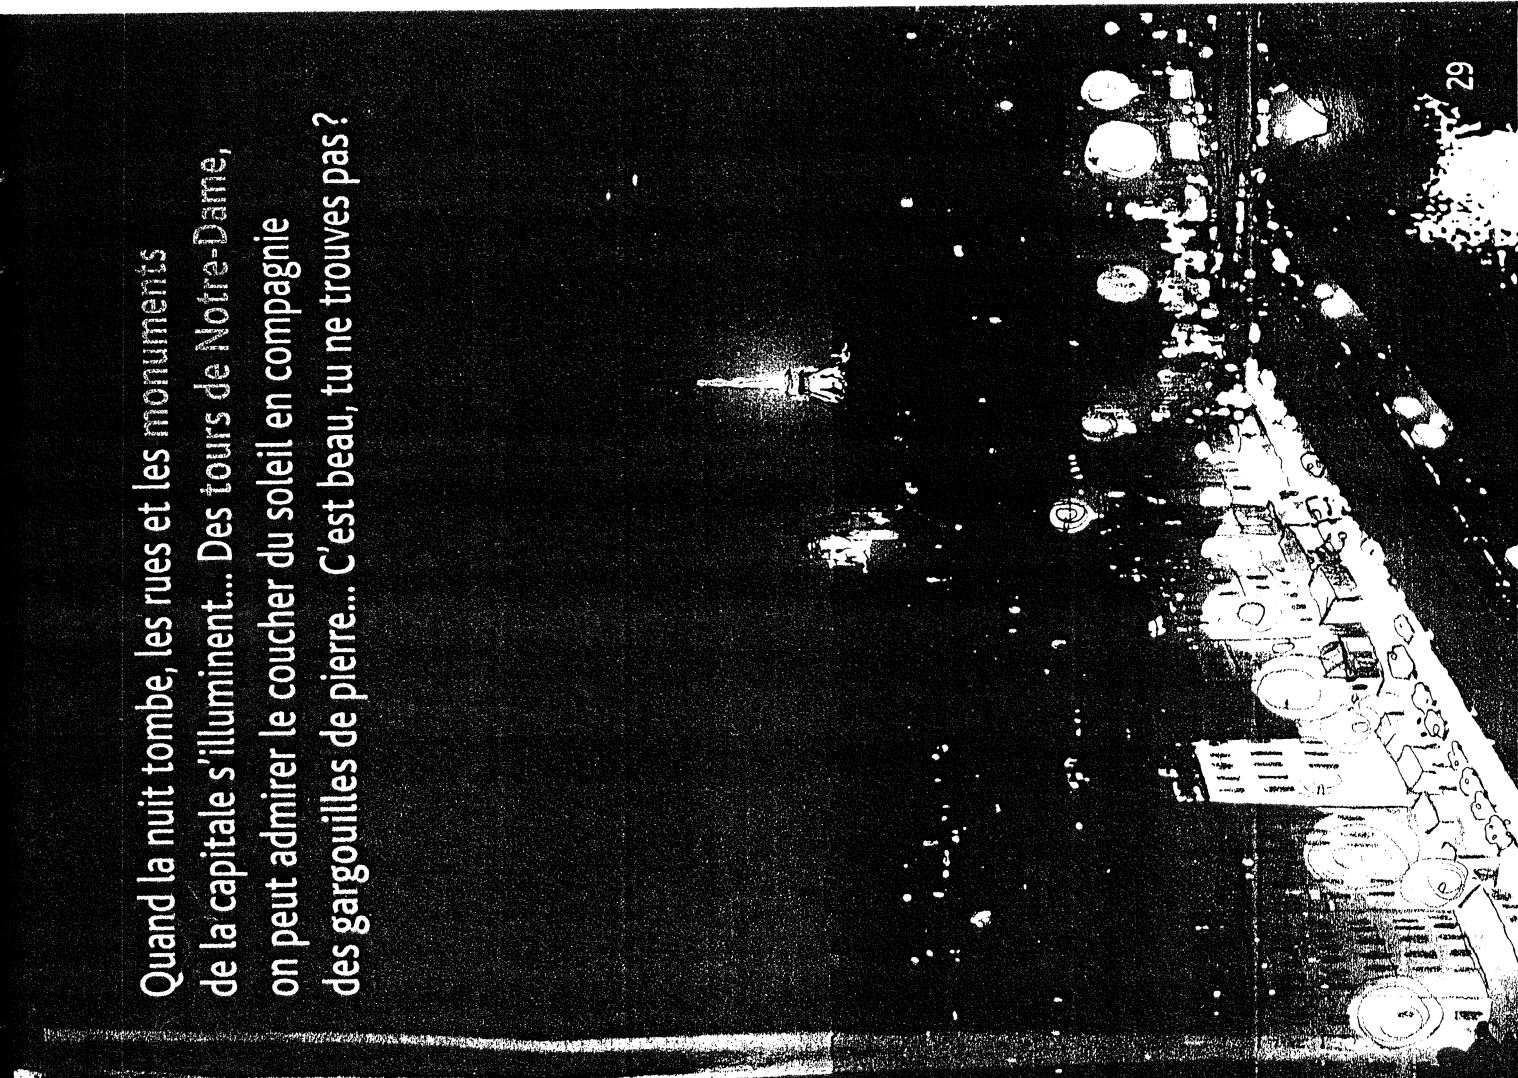 Quand la nuit tombe, les rues et les monuments
de la capitale s'illuminent... Des tours de Notre-Dame,
on peut admirer le coucher du soleil en compagnie
des gargouilles de pierre... C'est beau, tu ne trouves pas ?
29